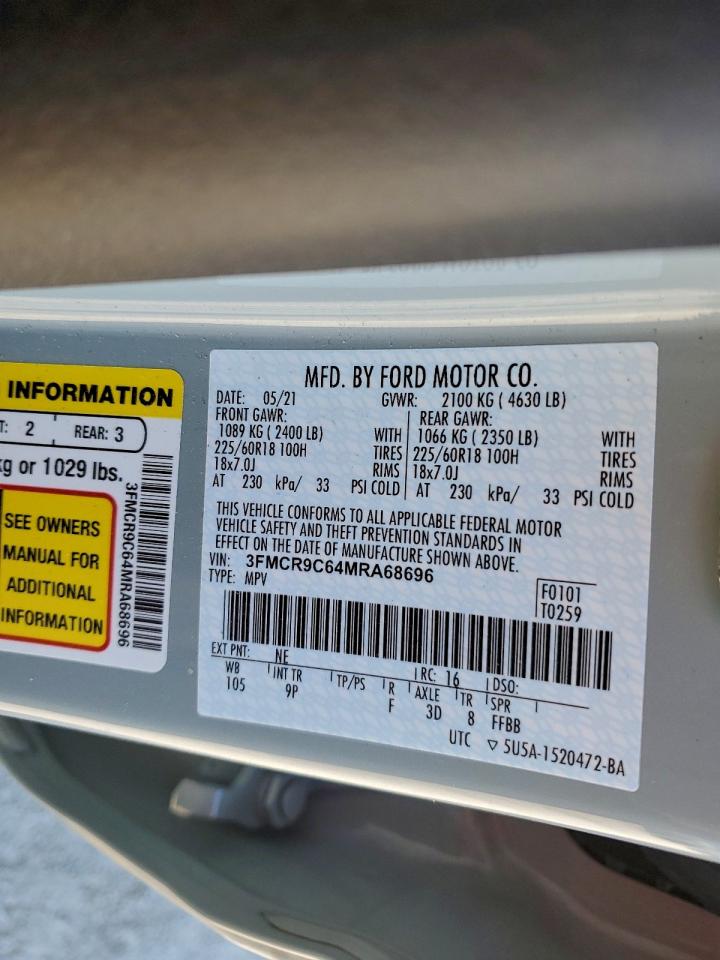 INFORMATION
T: 2 REAR: 3
kg or 1029 lbs.
SEE OWNERS
MANUAL FOR
ADDITIONAL
INFORMATION
3FMCR9C64MRA68696
MFD. BY FORD MOTOR CO.
DATE: 05/21 GVWR: 2100 KG ( 4630 LB)
FRONT GAWR: REAR GAWR:
1089 KG ( 2400 LB) WITH 1066 KG ( 2350 LB) WITH
225/60R18 100H TIRES 225/60R18 100H TIRES
18x7.0J RIMS 18x7.0J RIMS
AT 230 kPa/ 33 PSI COLD AT 230 kPa/ 33 PSI COLD
THIS VEHICLE CONFORMS TO ALL APPLICABLE FEDERAL MOTOR
VEHICLE SAFETY AND THEFT PREVENTION STANDARDS IN
EFFECT ON THE DATE OF MANUFACTURE SHOWN ABOVE.
VIN: 3FMCR9C64MRA68696
TYPE: MPV
F0101
T0259
EXT PNT: NE RC: 16 DSO:
WB INT TR TP/PS R AXLE TR SPR
105 9P F 3D 8 FFBB
UTC ▽ 5U5A-1520472-BA